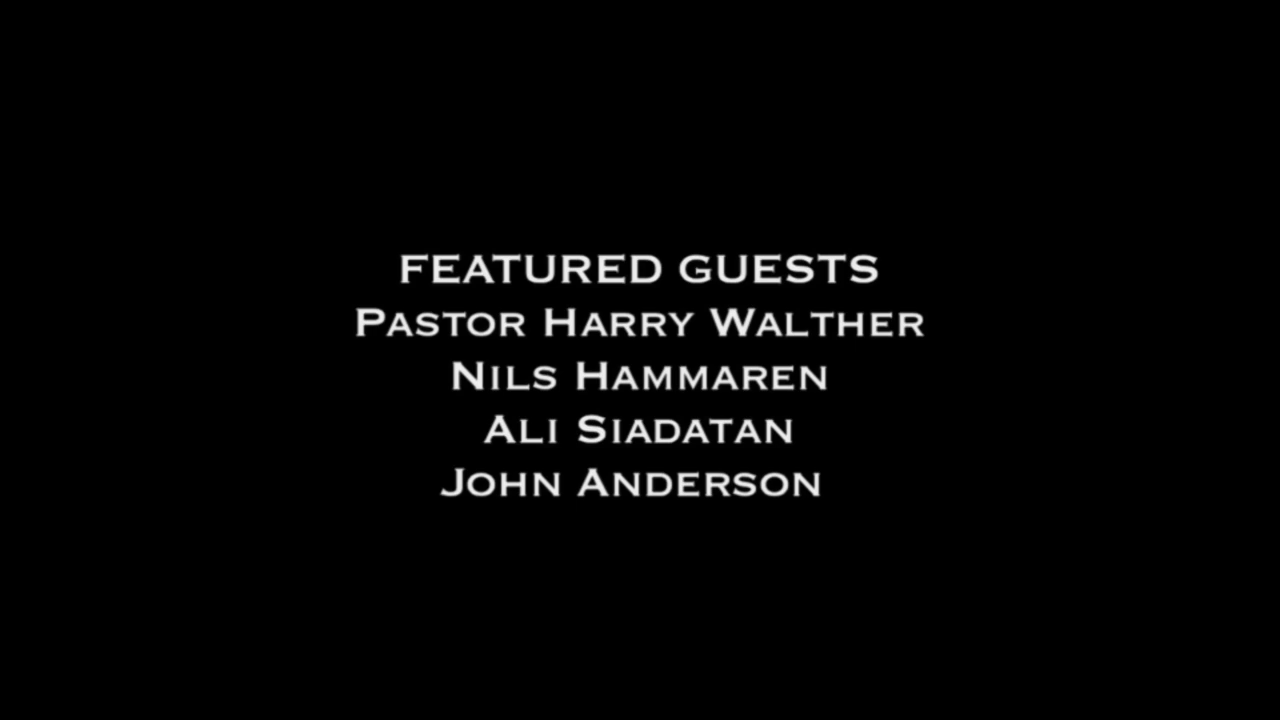 FEATURED GUESTS
Pastor Harry Walther
Nils Hammaren
Ali Siadatan
John Anderson